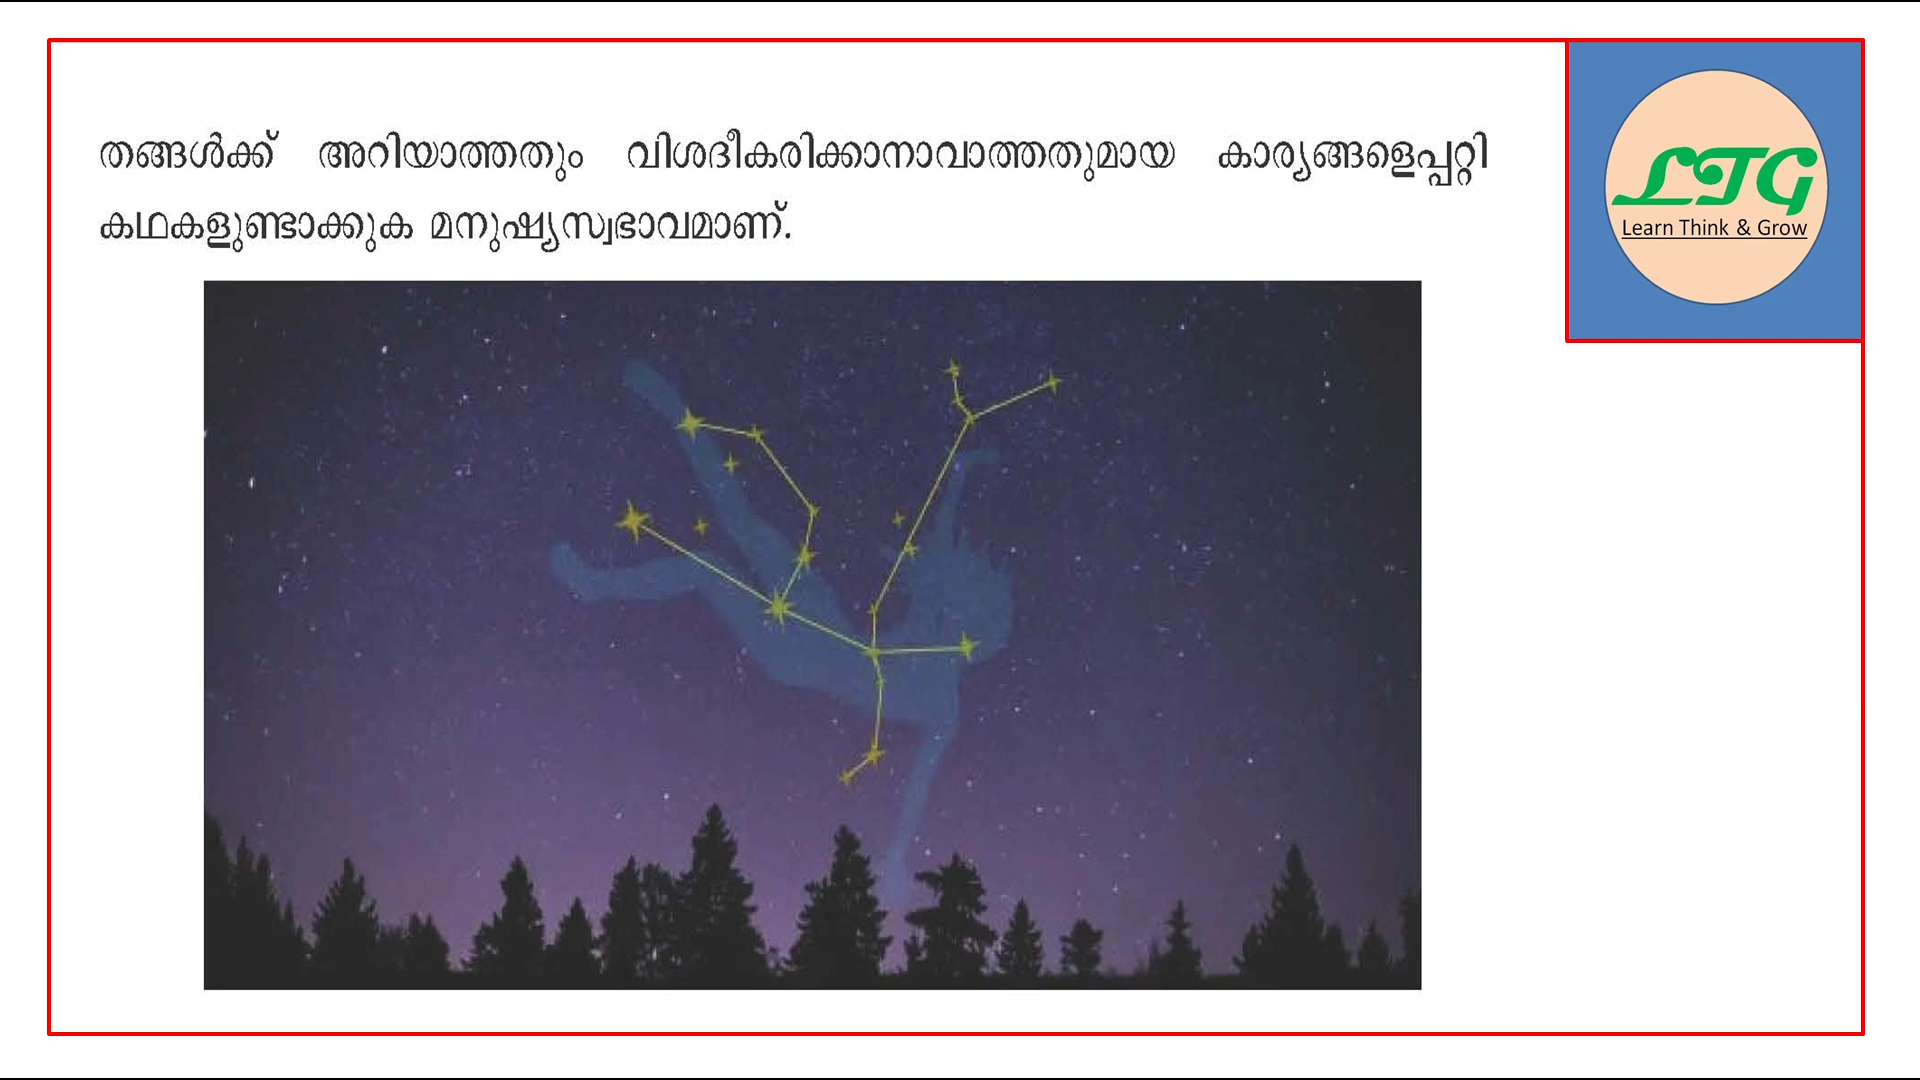 തങ്ങൾക്ക് അറിയാത്തതും വിശദീകരിക്കാനാവാത്തതുമായ കാര്യങ്ങളെപ്പറ്റി
കഥകളുണ്ടാക്കുക മനുഷ്യസ്വഭാവമാണ്.
LTG
Learn Think & Grow